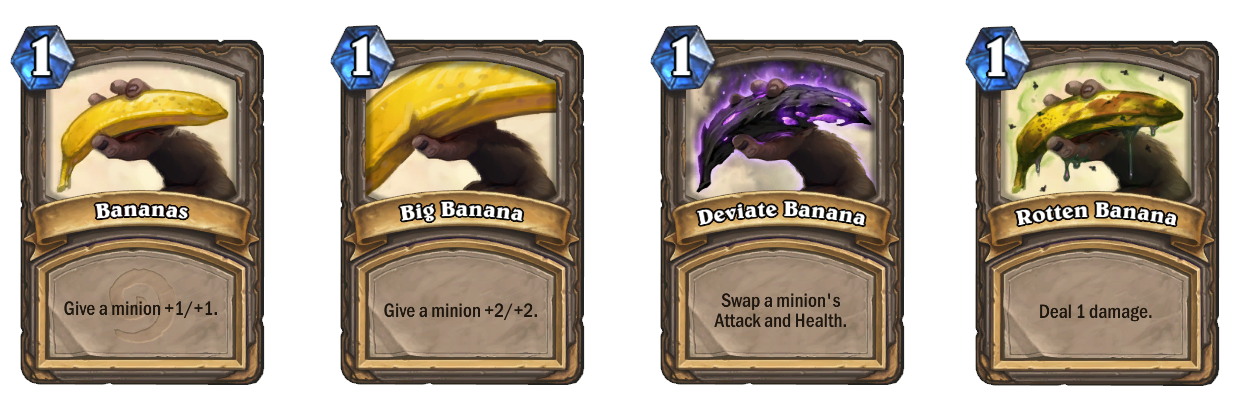 1
Bananas
Give a minion +1/+1.
1
Big Banana
Give a minion +2/+2.
1
Deviate Banana
Swap a minion's
Attack and Health.
1
Rotten Banana
Deal 1 damage.